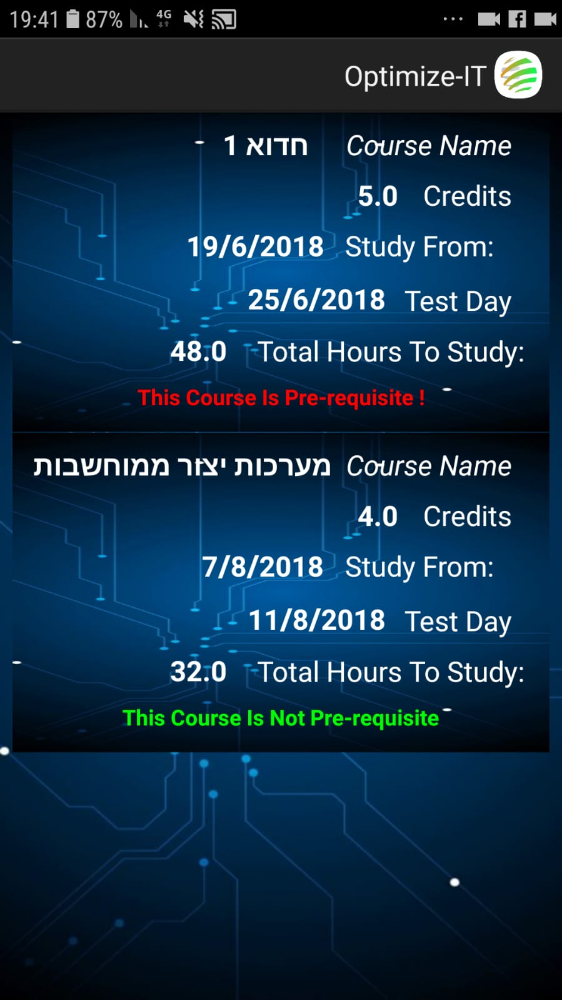 19:41 87% 4G ...
Optimize-IT
Course Name חדוא 1
Credits 5.0
Study From: 19/6/2018
Test Day 25/6/2018
Total Hours To Study: 48.0
This Course Is Pre-requisite !
Course Name מערכות יצור ממוחשבות
Credits 4.0
Study From: 7/8/2018
Test Day 11/8/2018
Total Hours To Study: 32.0
This Course Is Not Pre-requisite